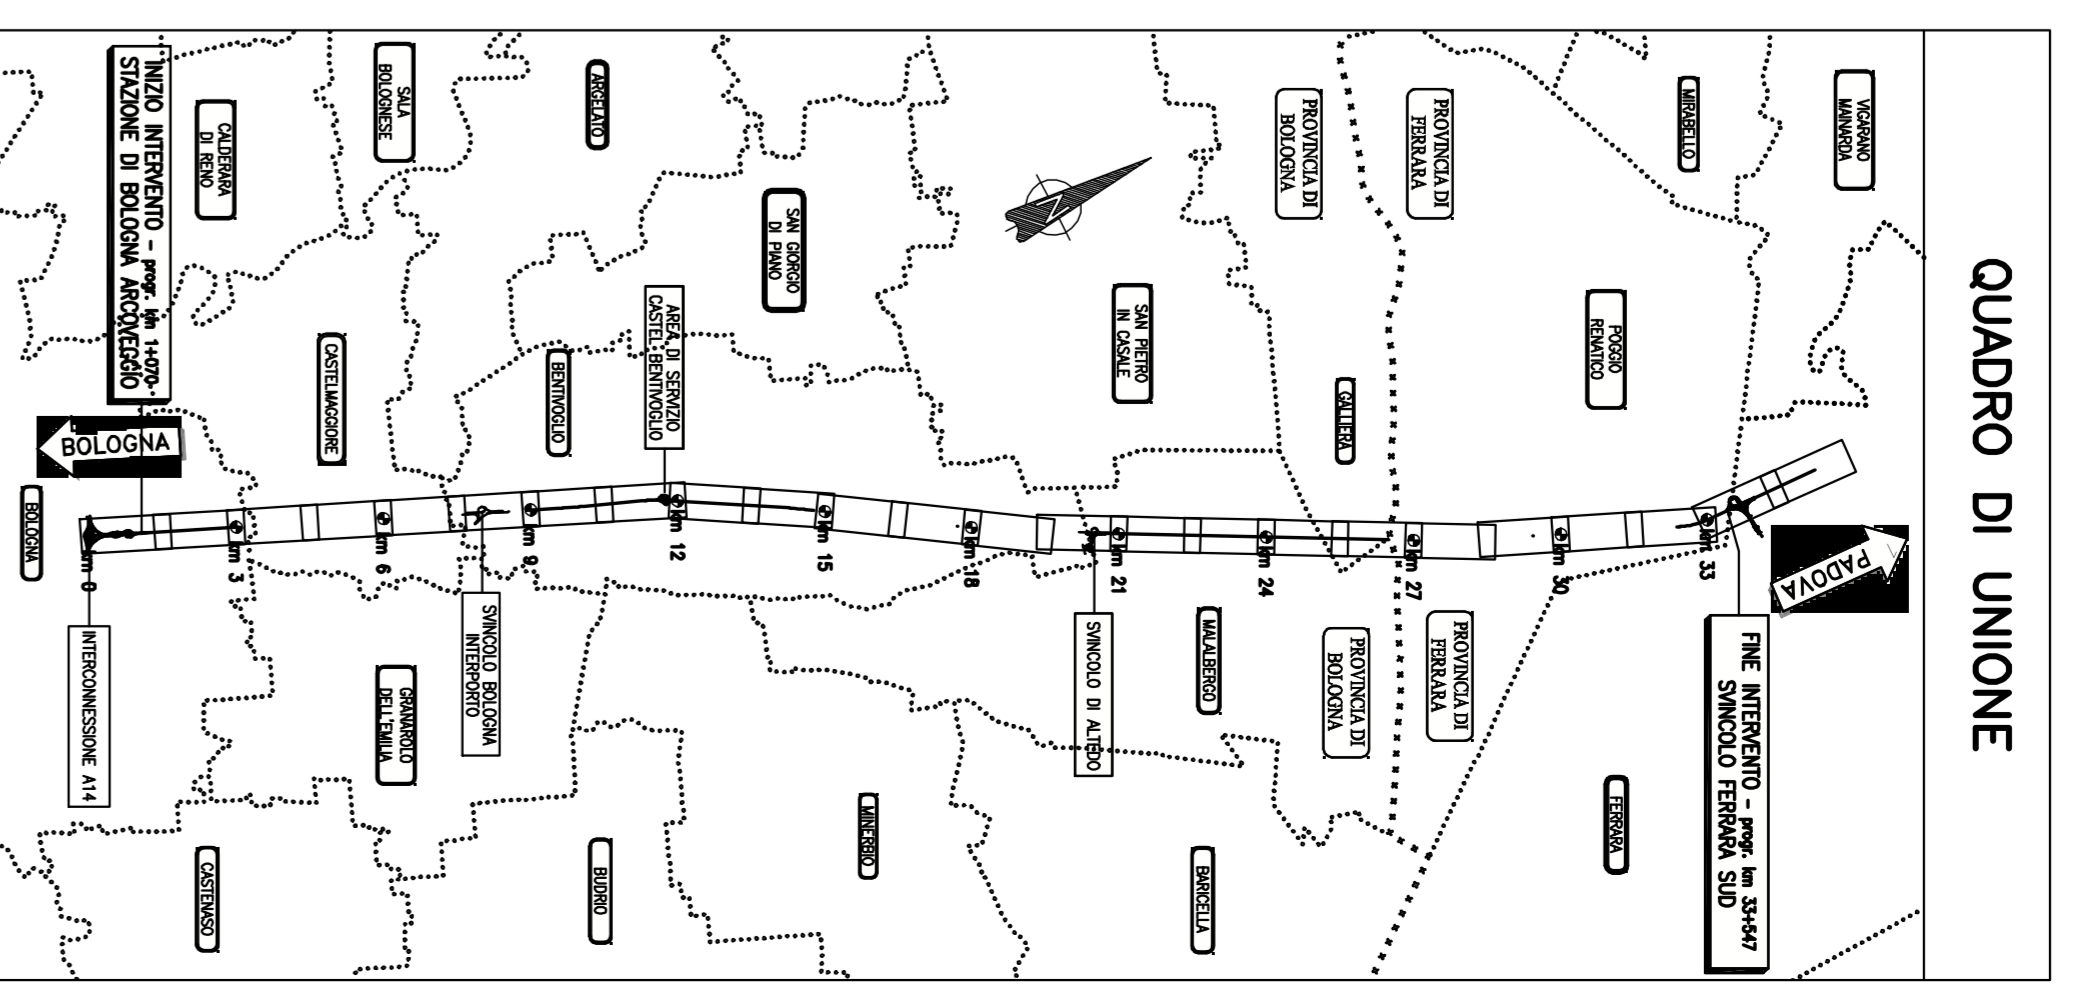 QUADRO DI UNIONE
VIGARANO
MAINARDA
MIRABELLO
PROVINCIA DI
FERRARA
PROVINCIA DI
BOLOGNA
ARGELATO
SALA
BOLOGNESE
CALDERARA
DI RENO
INIZIO INTERVENTO - progr. km 1+070
STAZIONE DI BOLOGNA ARCOVEGGIO
POGGIO
RENATICO
GALLIERA
SAN PIETRO
IN CASALE
N
SAN GIORGIO
DI PIANO
AREA DI SERVIZIO
CASTEL BENTIVOGLIO
BENTIVOGLIO
CASTELMAGGIORE
BOLOGNA
BOLOGNA
PADOVA
km 33
km 30
km 27
km 24
km 21
km 18
km 15
km 12
km 9
km 6
km 3
km 0
FINE INTERVENTO - progr. km 33+547
SVINCOLO FERRARA SUD
PROVINCIA DI
FERRARA
PROVINCIA DI
BOLOGNA
MALALBERGO
SVINCOLO DI ALTEDO
SVINCOLO BOLOGNA
INTERPORTO
GRANAROLO
DELL'EMILIA
INTERCONNESSIONE A14
FERRARA
BARICELLA
MINERBIO
BUDRIO
CASTENASO